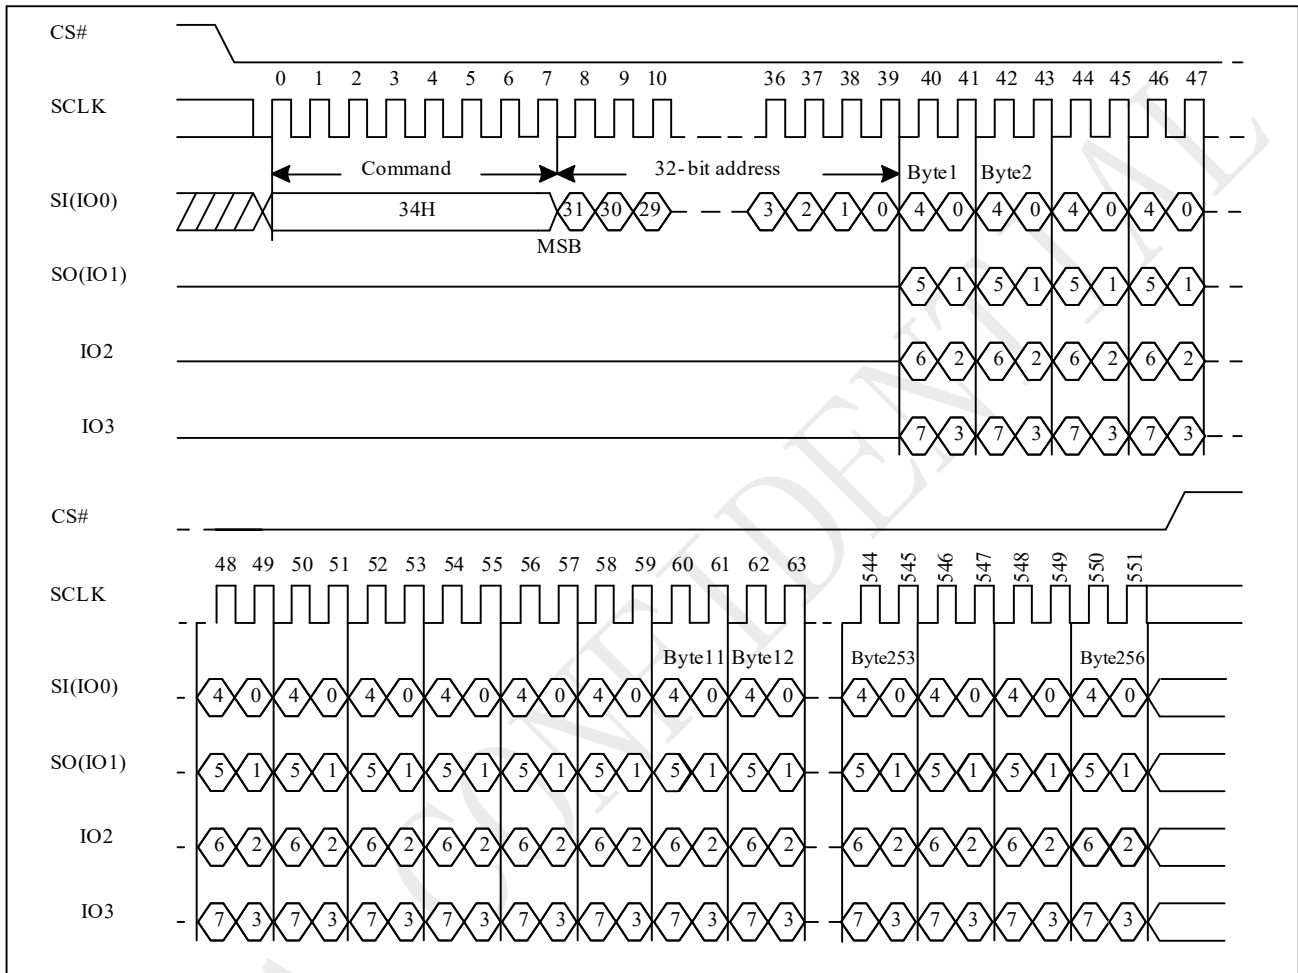 CS#
0 1 2 3 4 5 6 7 8 9 10 36 37 38 39 40 41 42 43 44 45 46 47
SCLK
Command 32-bit address Byte1 Byte2
SI(IO0) 34H 31 30 29 3 2 1 0 4 0 4 0 4 0 4 0
MSB
SO(IO1) 5 1 5 1 5 1 5 1
IO2 6 2 6 2 6 2 6 2
IO3 7 3 7 3 7 3 7 3
CS#
48 49 50 51 52 53 54 55 56 57 58 59 60 61 62 63 544 545 546 547 548 549 550 551
SCLK
Byte11 Byte12 Byte253 Byte256
SI(IO0) 4 0 4 0 4 0 4 0 4 0 4 0 4 0 4 0 4 0 4 0 4 0 4 0
SO(IO1) 5 1 5 1 5 1 5 1 5 1 5 1 5 1 5 1 5 1 5 1 5 1 5 1
IO2 6 2 6 2 6 2 6 2 6 2 6 2 6 2 6 2 6 2 6 2 6 2 6 2
IO3 7 3 7 3 7 3 7 3 7 3 7 3 7 3 7 3 7 3 7 3 7 3 7 3
CONFIDENTIAL